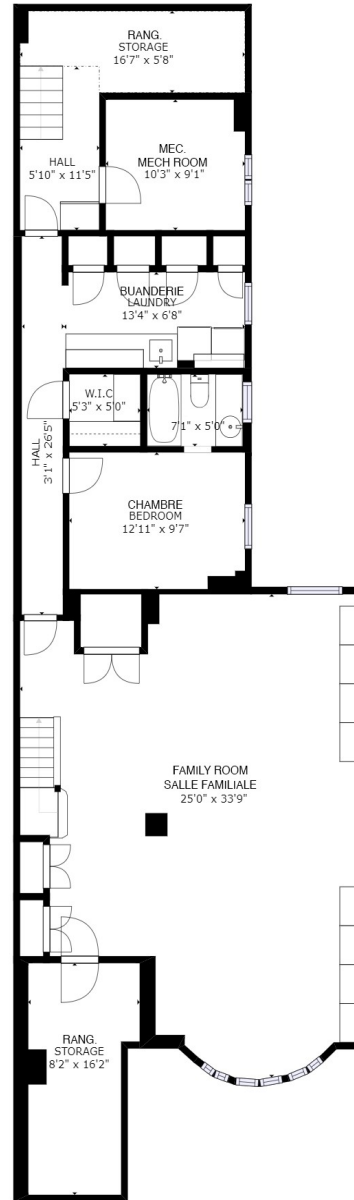 RANG.
STORAGE
16'7" x 5'8"
HALL
5'10" x 11'5"
MEC.
MECH ROOM
10'3" x 9'1"
BUANDERIE
LAUNDRY
13'4" x 6'8"
W.I.C
5'3" x 5'0"
7'1" x 5'0"
HALL
3'1" x 26'5"
CHAMBRE
BEDROOM
12'11" x 9'7"
FAMILY ROOM
SALLE FAMILIALE
25'0" x 33'9"
RANG.
STORAGE
8'2" x 16'2"